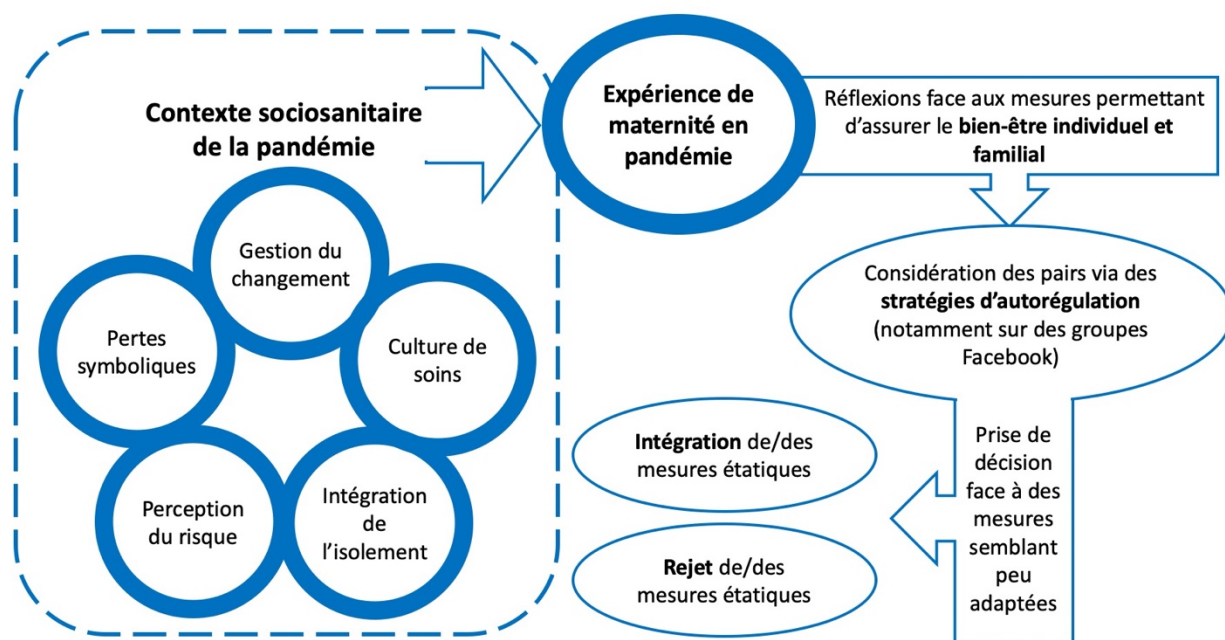 Contexte sociosanitaire
de la pandémie
Gestion du
changement
Pertes
symboliques
Culture de
soins
Perception
du risque
Intégration
de
l’isolement
Expérience de
maternité en
pandémie
Réflexions face aux mesures permettant
d’assurer le bien-être individuel et
familial
Considération des pairs via des
stratégies d’autorégulation
(notamment sur des groupes
Facebook)
Prise de
décision
face à des
mesures
semblant
peu
adaptées
Intégration de/des
mesures étatiques
Rejet de/des
mesures étatiques